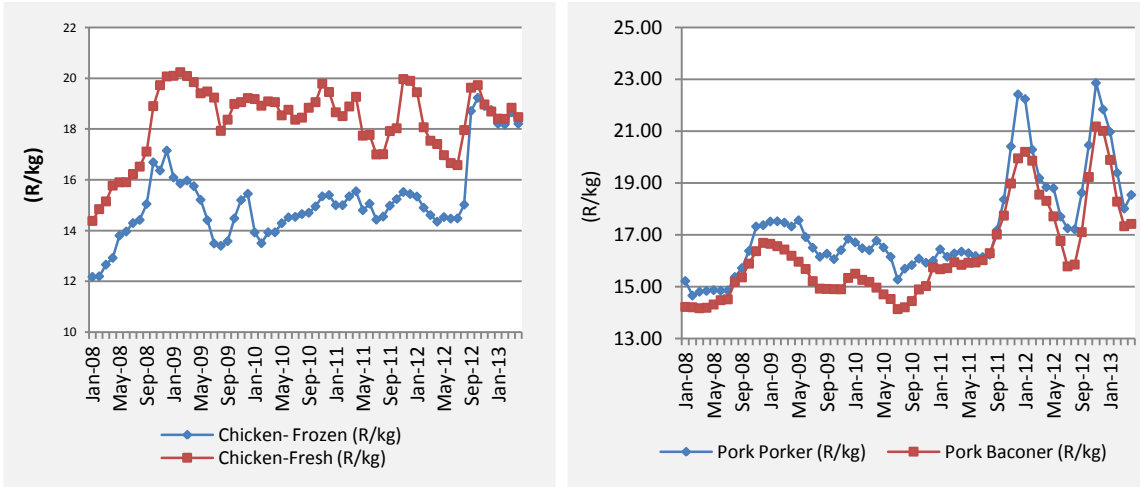 22
20
18
16
14
12
10
(R/kg)
Jan-08
May-08
Sep-08
Jan-09
May-09
Sep-09
Jan-10
May-10
Sep-10
Jan-11
May-11
Sep-11
Jan-12
May-12
Sep-12
Jan-13
Chicken- Frozen (R/kg)
Chicken-Fresh (R/kg)
25.00
23.00
21.00
19.00
17.00
15.00
13.00
(R/kg)
Jan-08
May-08
Sep-08
Jan-09
May-09
Sep-09
Jan-10
May-10
Sep-10
Jan-11
May-11
Sep-11
Jan-12
May-12
Sep-12
Jan-13
Pork Porker (R/kg) Pork Baconer (R/kg)